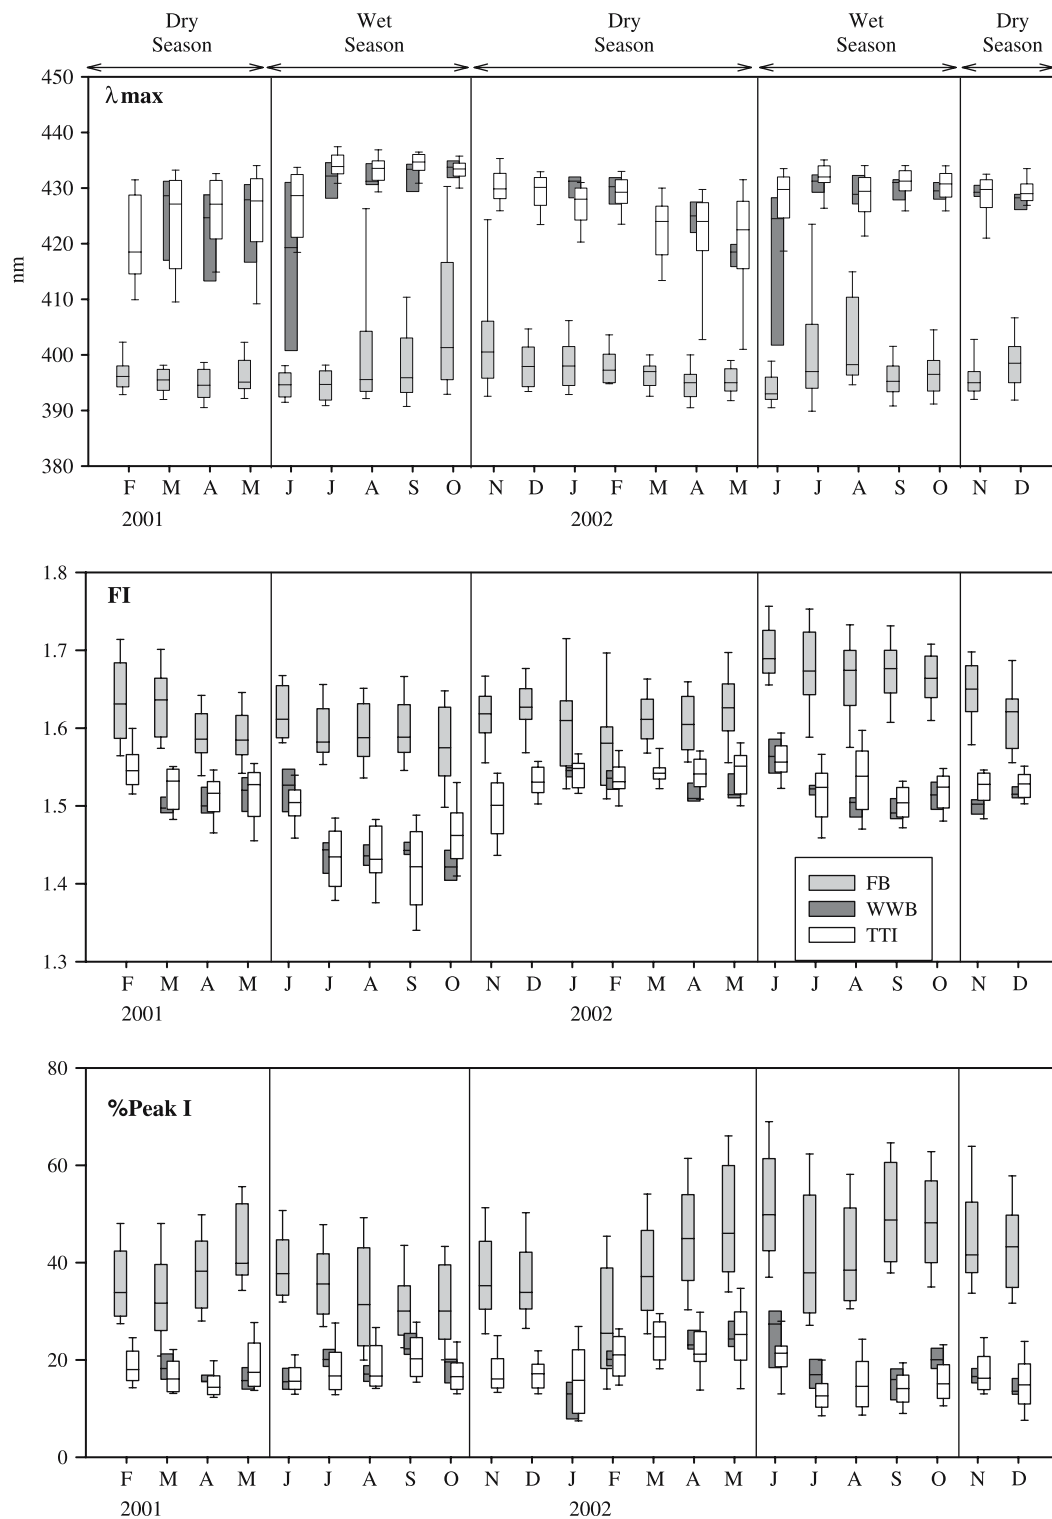 Dry Season
Wet Season
Dry Season
Wet Season
Dry Season
λmax
450
440
430
420
410
400
390
380
nm
F M A M J J A S O N D J F M A M J J A S O N D
2001 2002
FI
1.8
1.7
1.6
1.5
1.4
1.3
FB
WWB
TTI
F M A M J J A S O N D J F M A M J J A S O N D
2001 2002
%Peak I
80
60
40
20
0
F M A M J J A S O N D J F M A M J J A S O N D
2001 2002